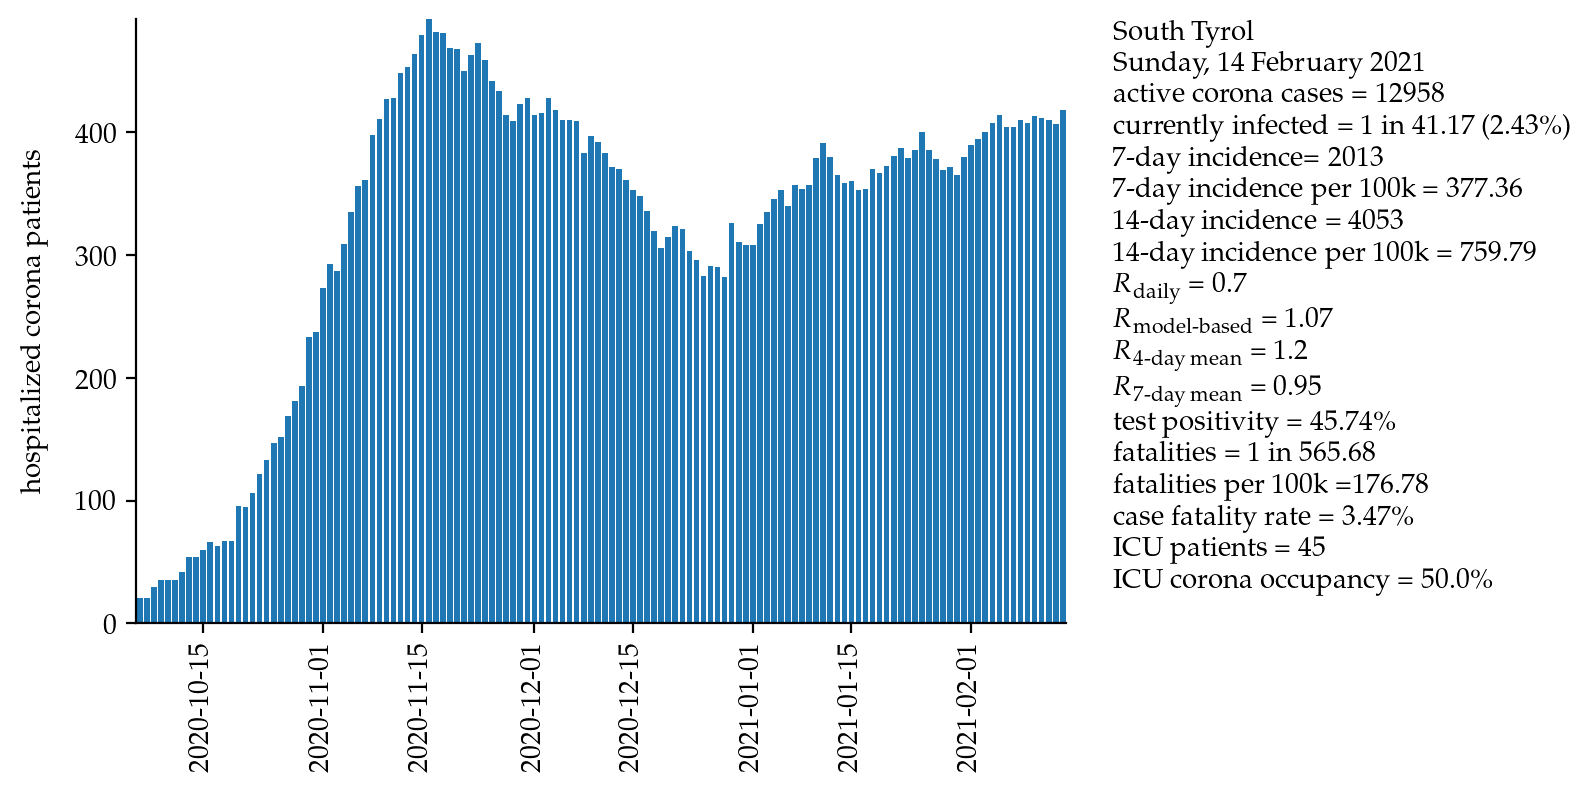 hospitalized corona patients
400
300
200
100
0
2020-10-15
2020-11-01
2020-11-15
2020-12-01
2020-12-15
2021-01-01
2021-01-15
2021-02-01
South Tyrol
Sunday, 14 February 2021
active corona cases = 12958
currently infected = 1 in 41.17 (2.43%)
7-day incidence= 2013
7-day incidence per 100k = 377.36
14-day incidence = 4053
14-day incidence per 100k = 759.79
R daily = 0.7
R model-based = 1.07
R 4-day mean = 1.2
R 7-day mean = 0.95
test positivity = 45.74%
fatalities = 1 in 565.68
fatalities per 100k =176.78
case fatality rate = 3.47%
ICU patients = 45
ICU corona occupancy = 50.0%